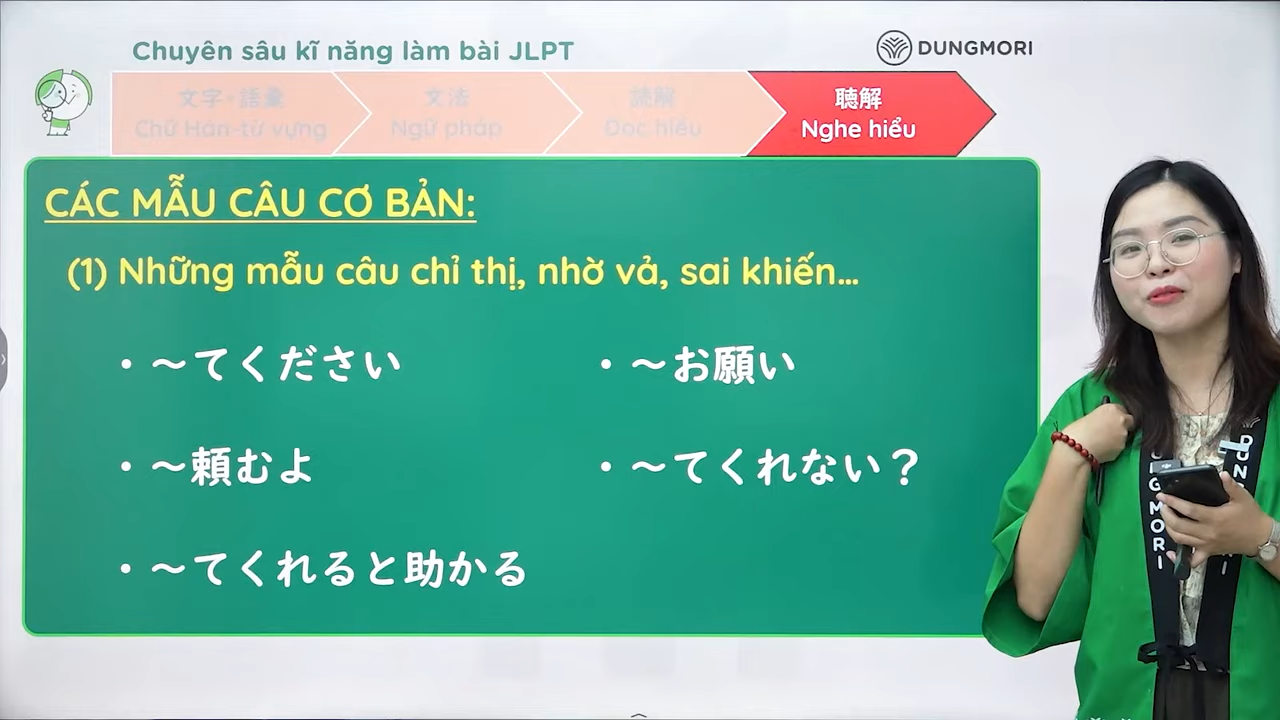 Chuyên sâu kĩ năng làm bài JLPT
DUNGMORI
文字・語彙
Chữ Hán-từ vựng
文法
Ngữ pháp
読解
Đọc hiểu
聴解
Nghe hiểu
CÁC MẪU CÂU CƠ BẢN:
(1) Những mẫu câu chỉ thị, nhờ vả, sai khiến…
・～てください
・～お願い
・～頼むよ
・～てくれない？
・～てくれると助かる